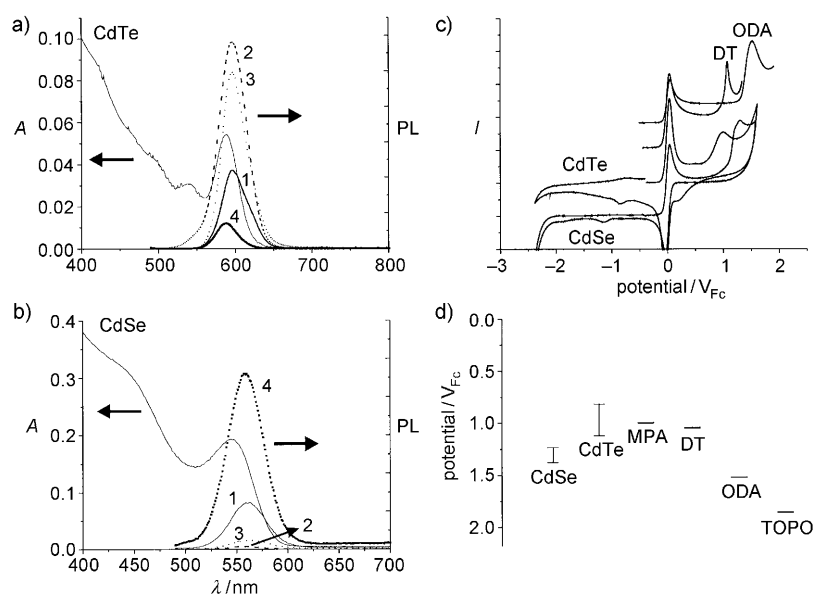 a)
CdTe
0.10
0.08
0.06
0.04
0.02
0.00
A
PL
2
3
1
4
400 500 600 700 800
b)
CdSe
0.4
0.3
0.2
0.1
0.0
A
PL
4
1
2
3
400 450 500 550 600 650 700
λ/nm
c)
ODA
DT
I
CdTe
CdSe
−3 −2 −1 0 1 2
potential/VFc
d)
0.0
0.5
1.0
1.5
2.0
potential/VFc
CdSe
CdTe
MPA
DT
ODA
TOPO